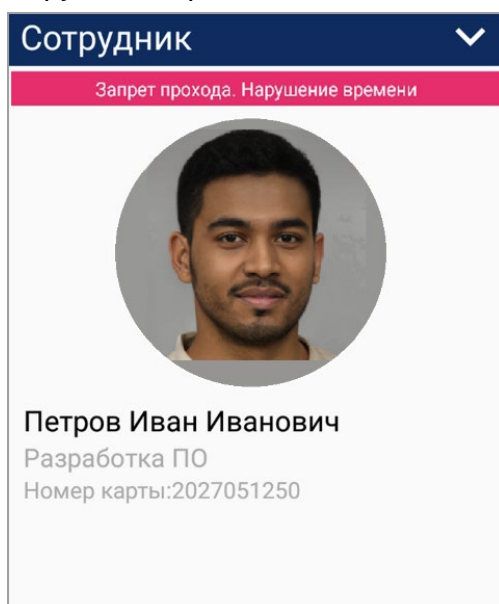 Сотрудник
Запрет прохода. Нарушение времени
Петров Иван Иванович
Разработка ПО
Номер карты:2027051250